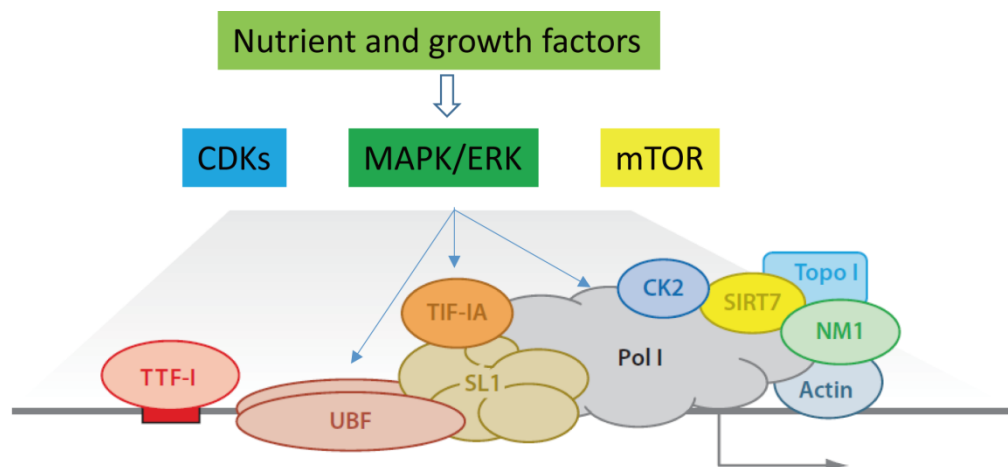 Nutrient and growth factors
CDKs
MAPK/ERK
mTOR
Topo I
CK2
SIRT7
TIF-IA
NM1
Pol I
TTF-I
SL1
Actin
UBF